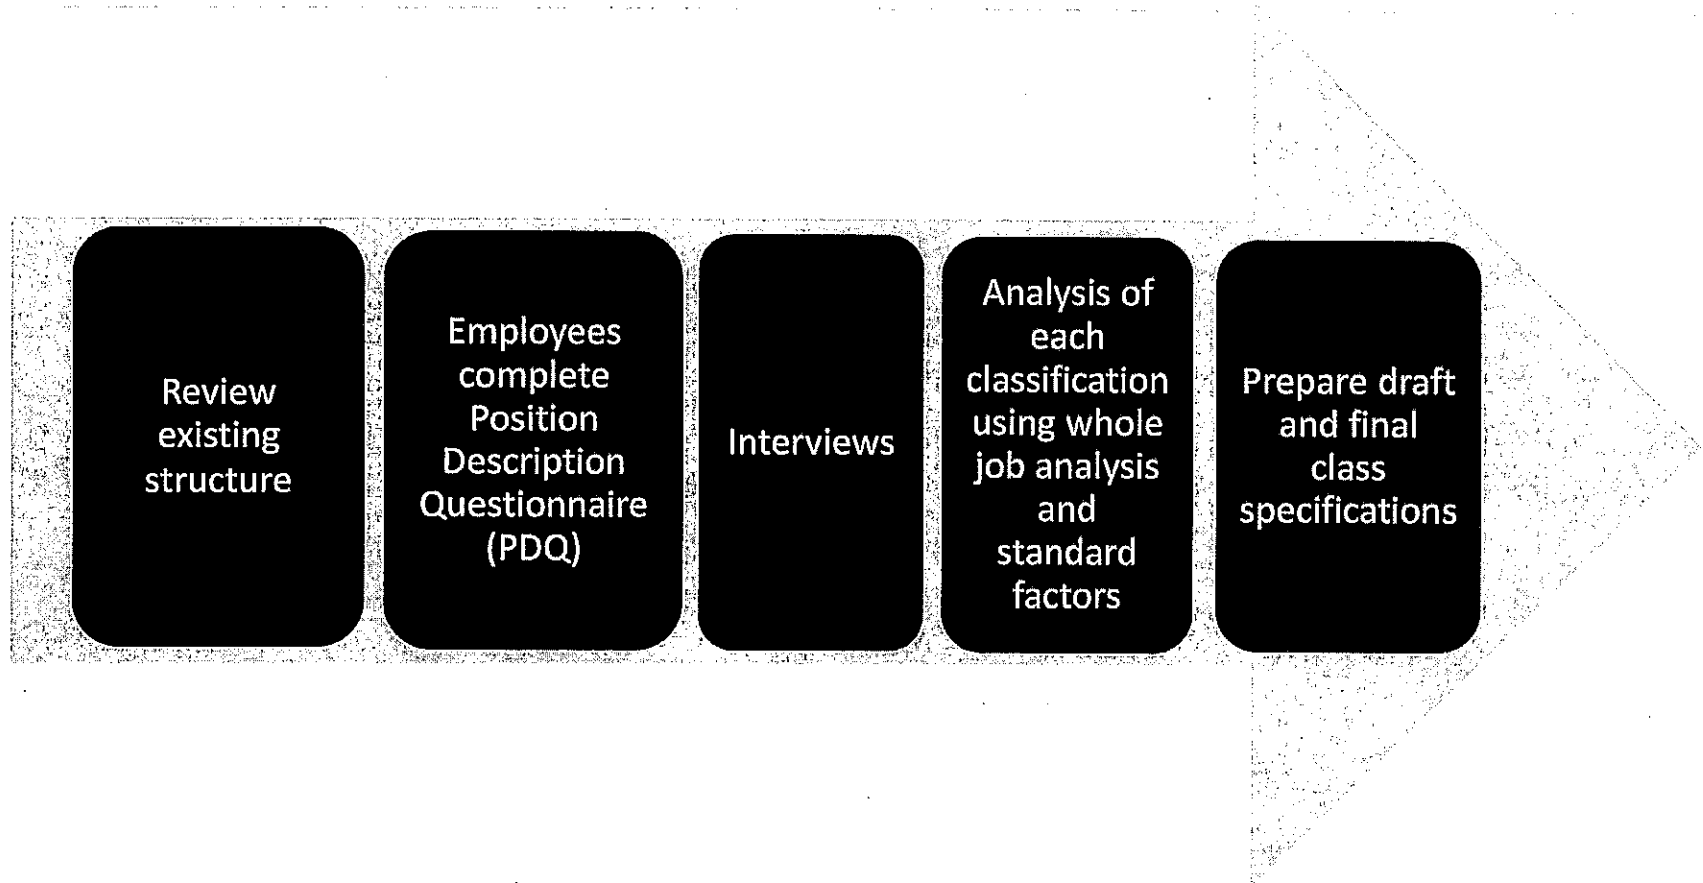 Review
existing
structure
Employees
complete
Position
Description
Questionnaire
(PDQ)
Interviews
Analysis of
each
classification
using whole
job analysis
and
standard
factors
Prepare draft
and final
class
specifications